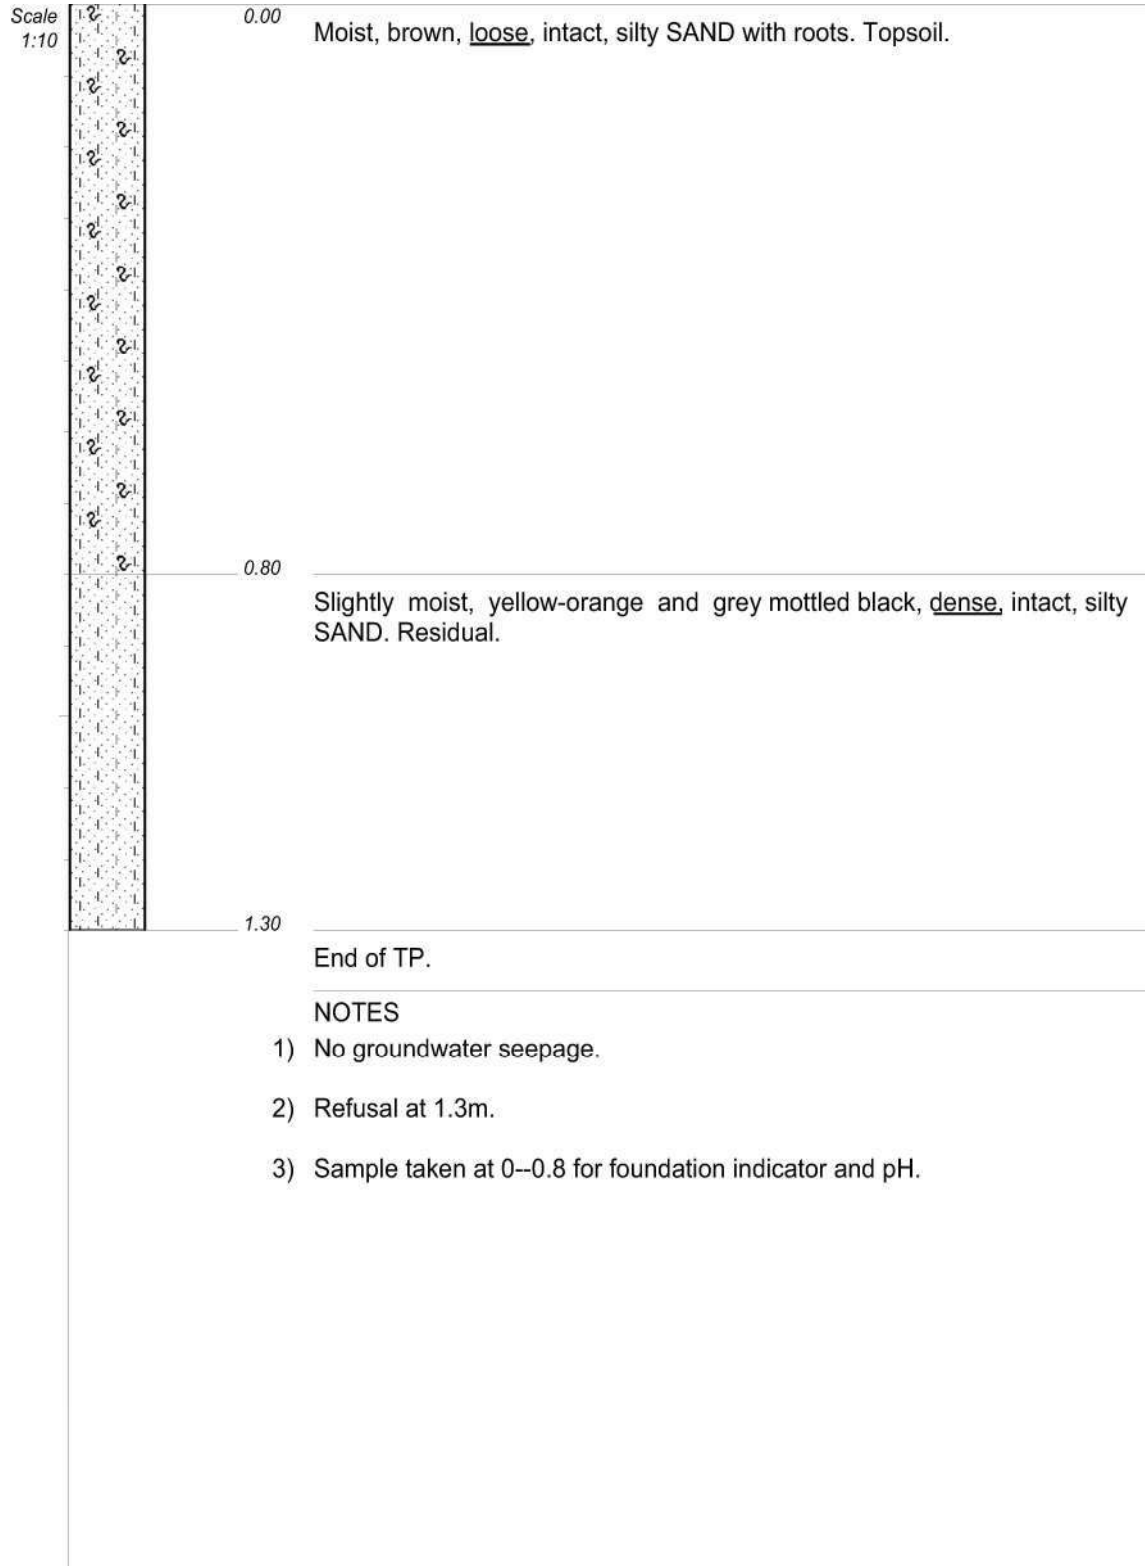 Scale
1:10
0.00
Moist, brown, loose, intact, silty SAND with roots. Topsoil.
0.80
Slightly moist, yellow-orange and grey mottled black, dense, intact, silty
SAND. Residual.
1.30
End of TP.
NOTES
1) No groundwater seepage.
2) Refusal at 1.3m.
3) Sample taken at 0--0.8 for foundation indicator and pH.